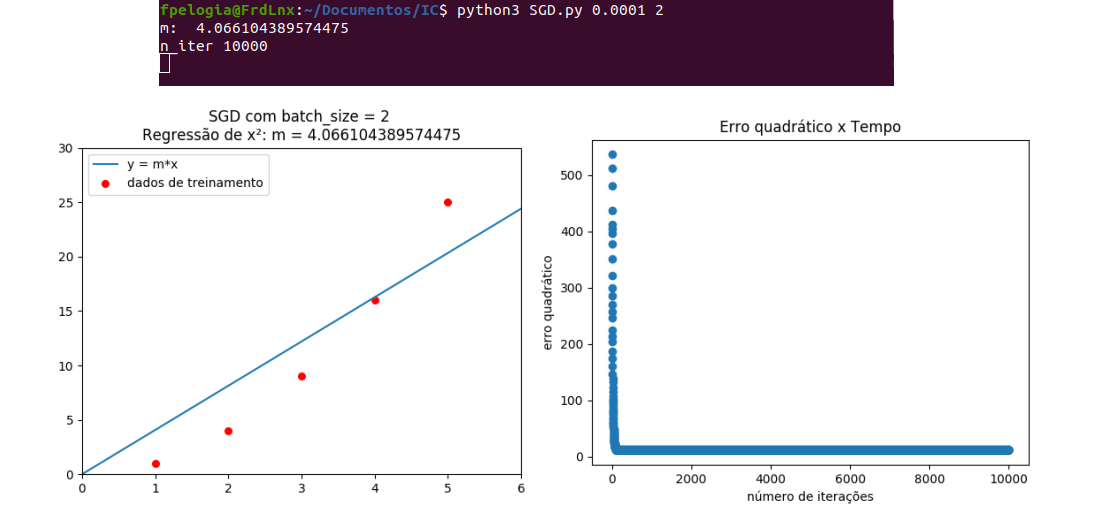 fpelogia@FrdLnx:~/Documentos/IC$ python3 SGD.py 0.0001 2
m:  4.066104389574475
n_iter 10000
SGD com batch_size = 2
Regressão de x²: m = 4.066104389574475
30
25
20
15
10
5
0
y = m*x
dados de treinamento
0 1 2 3 4 5 6
Erro quadrático x Tempo
erro quadrático
500
400
300
200
100
0
0 2000 4000 6000 8000 10000
número de iterações